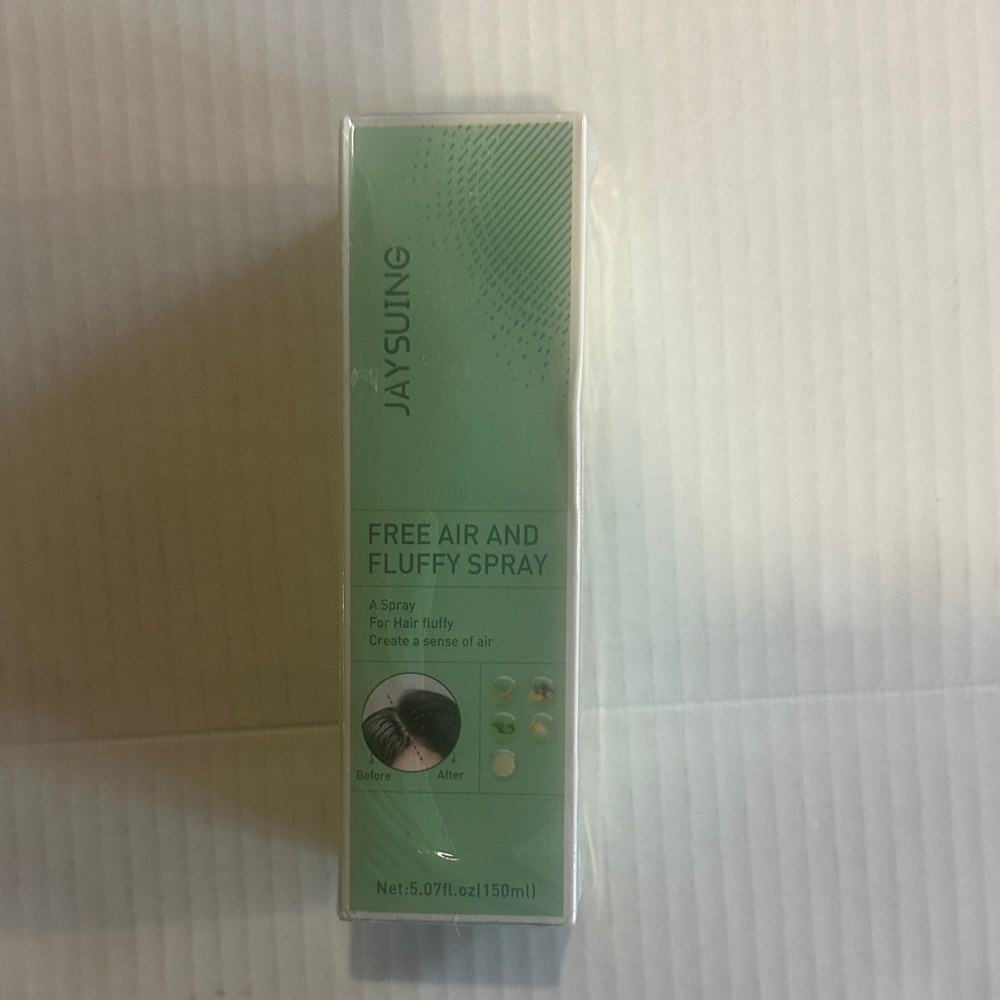 JAYSUING
FREE AIR AND
FLUFFY SPRAY
A Spray
For Hair fluffy
Create a sense of air
Before After
Net:5.07fl.oz(150ml)